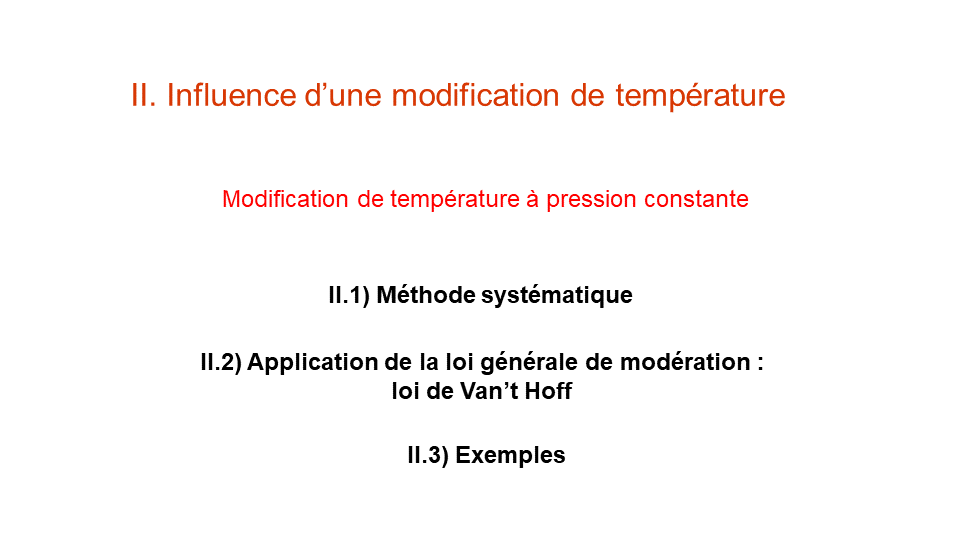 II. Influence d’une modification de température
Modification de température à pression constante
II.1) Méthode systématique
II.2) Application de la loi générale de modération :
loi de Van’t Hoff
II.3) Exemples